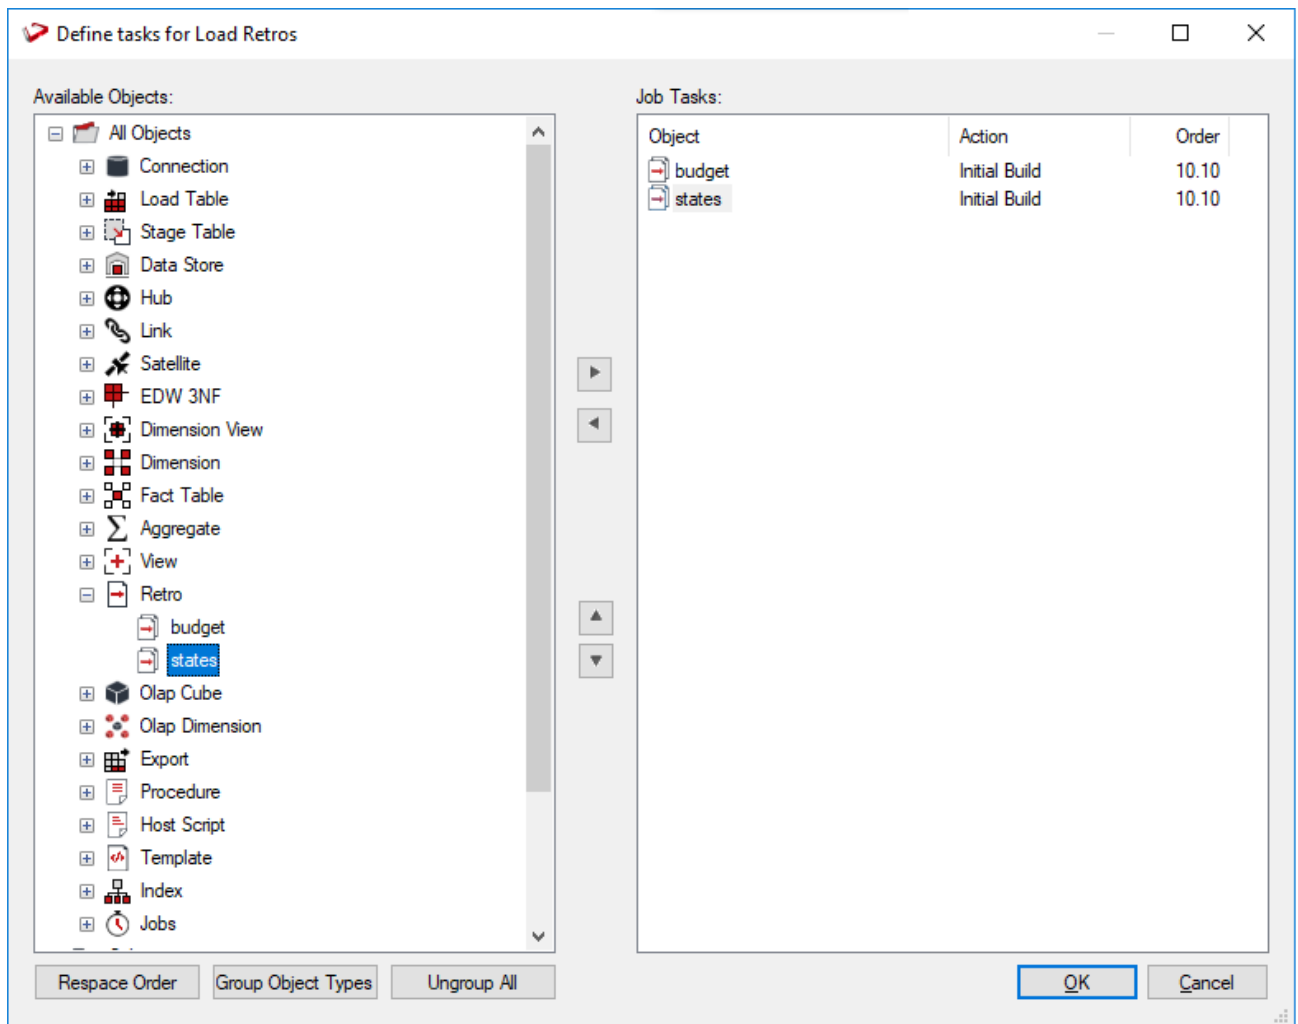 Define tasks for Load Retros
Available Objects:
All Objects
Connection
Load Table
Stage Table
Data Store
Hub
Link
Satellite
EDW 3NF
Dimension View
Dimension
Fact Table
Aggregate
View
Retro
budget
states
Olap Cube
Olap Dimension
Export
Procedure
Host Script
Template
Index
Jobs
Job Tasks:
Object Action Order
budget Initial Build 10.10
states Initial Build 10.10
Respace Order Group Object Types Ungroup All OK Cancel